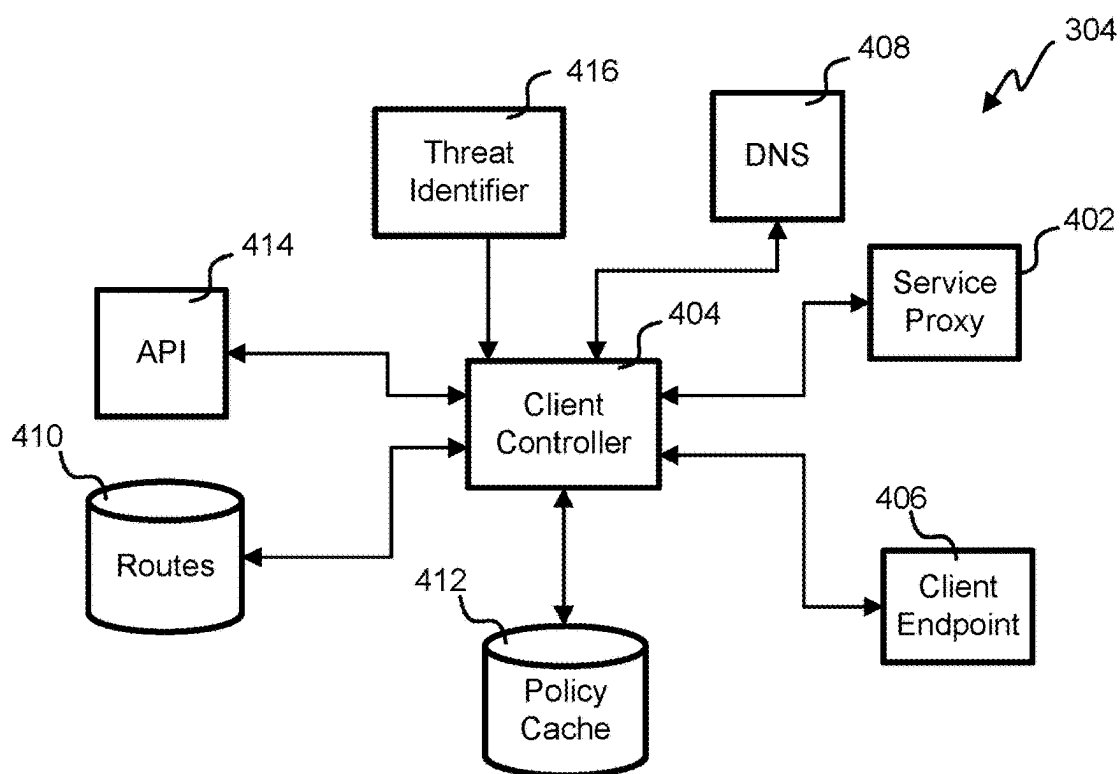 304
416
408
Threat
Identifier
DNS
402
414
Service
Proxy
404
API
Client
Controller
410
406
Routes
412
Client
Endpoint
Policy
Cache